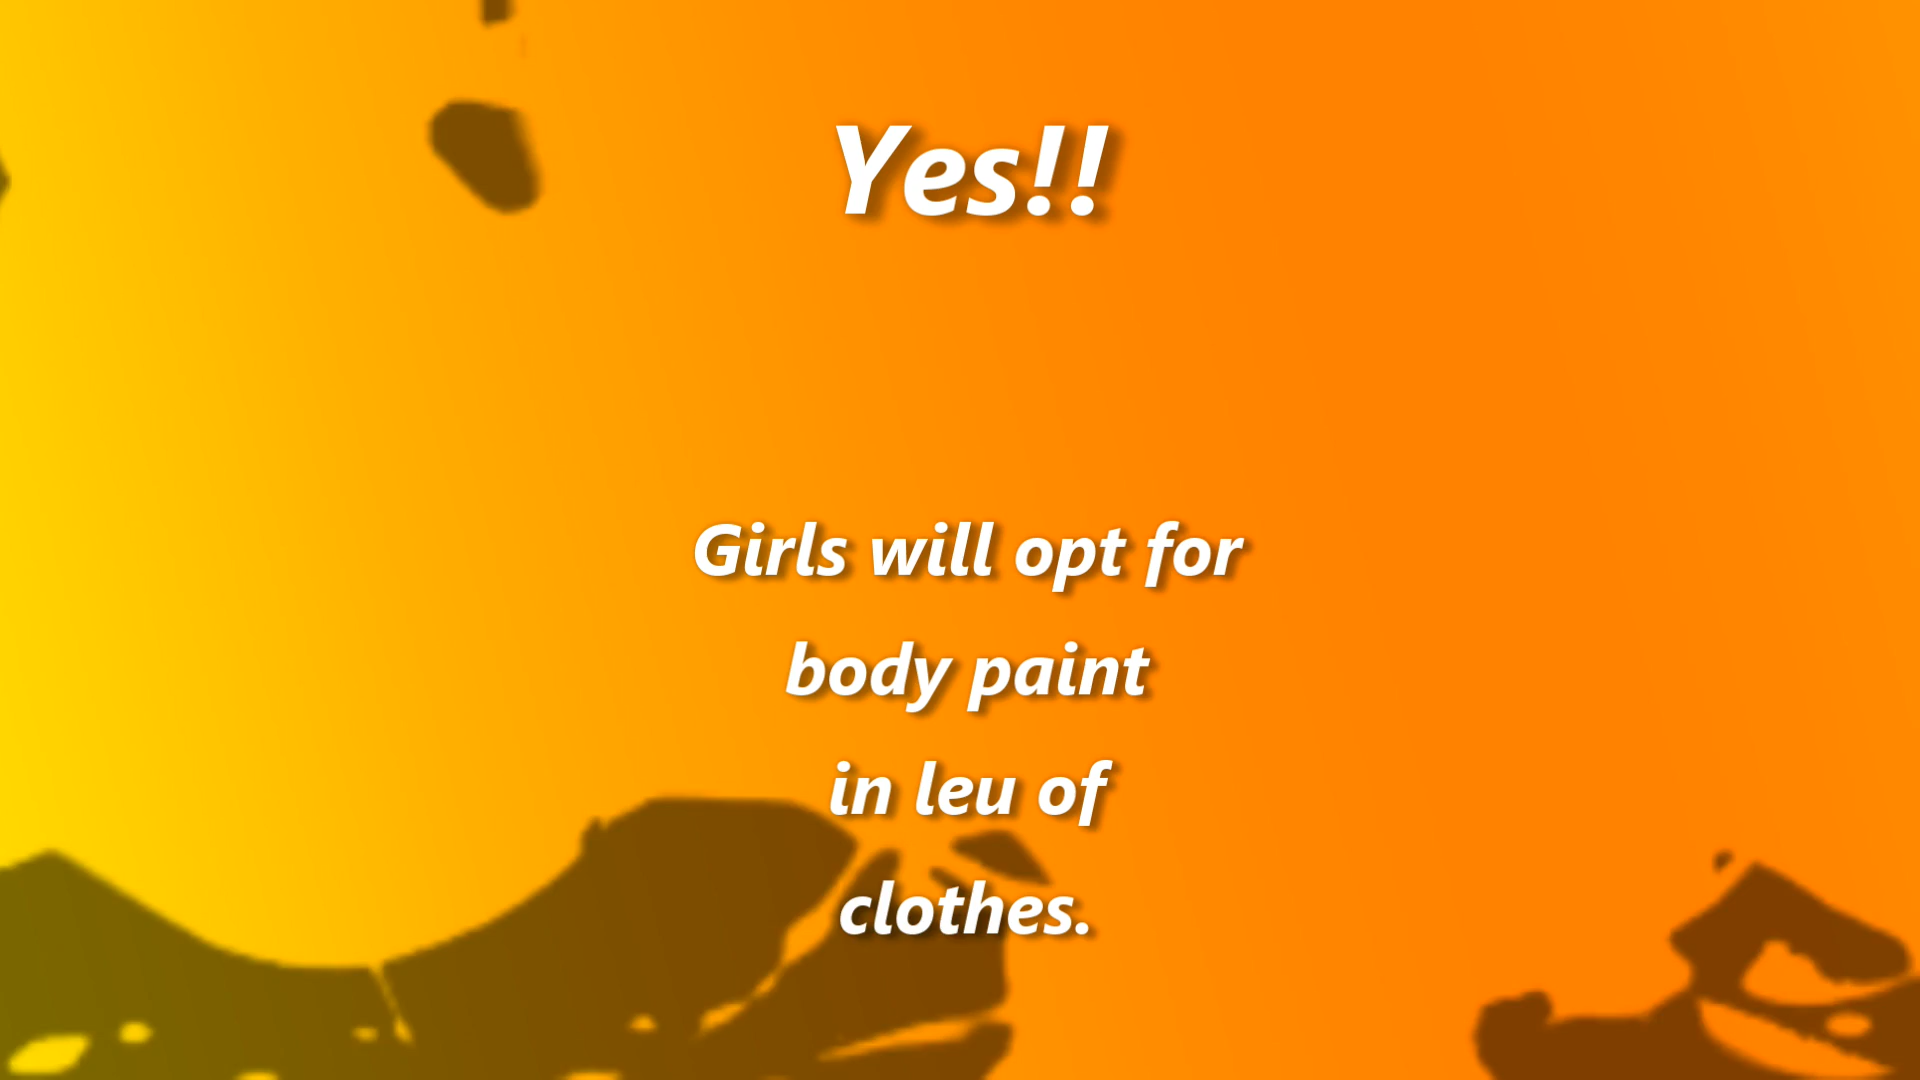 Yes!!
Girls will opt for
body paint
in leu of
clothes.